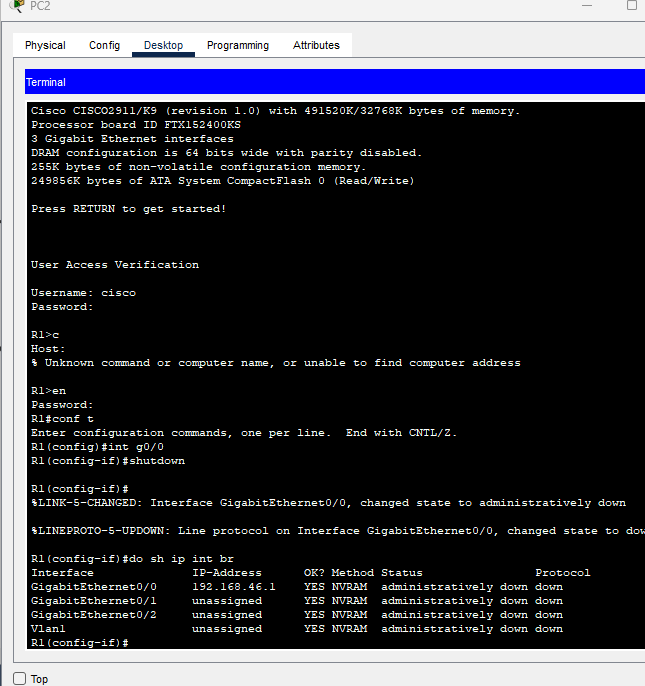 PC2
Physical Config Desktop Programming Attributes
Terminal
Cisco CISCO2911/K9 (revision 1.0) with 491520K/32768K bytes of memory.
Processor board ID FTX152400KS
3 Gigabit Ethernet interfaces
DRAM configuration is 64 bits wide with parity disabled.
255K bytes of non-volatile configuration memory.
249856K bytes of ATA System CompactFlash 0 (Read/Write)
Press RETURN to get started!
User Access Verification
Username: cisco
Password:
R1>c
Host:
% Unknown command or computer name, or unable to find computer address
R1>en
Password:
R1#conf t
Enter configuration commands, one per line.  End with CNTL/Z.
R1(config)#int g0/0
R1(config-if)#shutdown
R1(config-if)#
%LINK-5-CHANGED: Interface GigabitEthernet0/0, changed state to administratively down
%LINEPROTO-5-UPDOWN: Line protocol on Interface GigabitEthernet0/0, changed state to
R1(config-if)#do sh ip int br
Interface IP-Address OK? Method Status Protocol
GigabitEthernet0/0 192.168.46.1 YES NVRAM administratively down down
GigabitEthernet0/1 unassigned YES NVRAM administratively down down
GigabitEthernet0/2 unassigned YES NVRAM administratively down down
Vlan1 unassigned YES NVRAM administratively down down
R1(config-if)#
Top